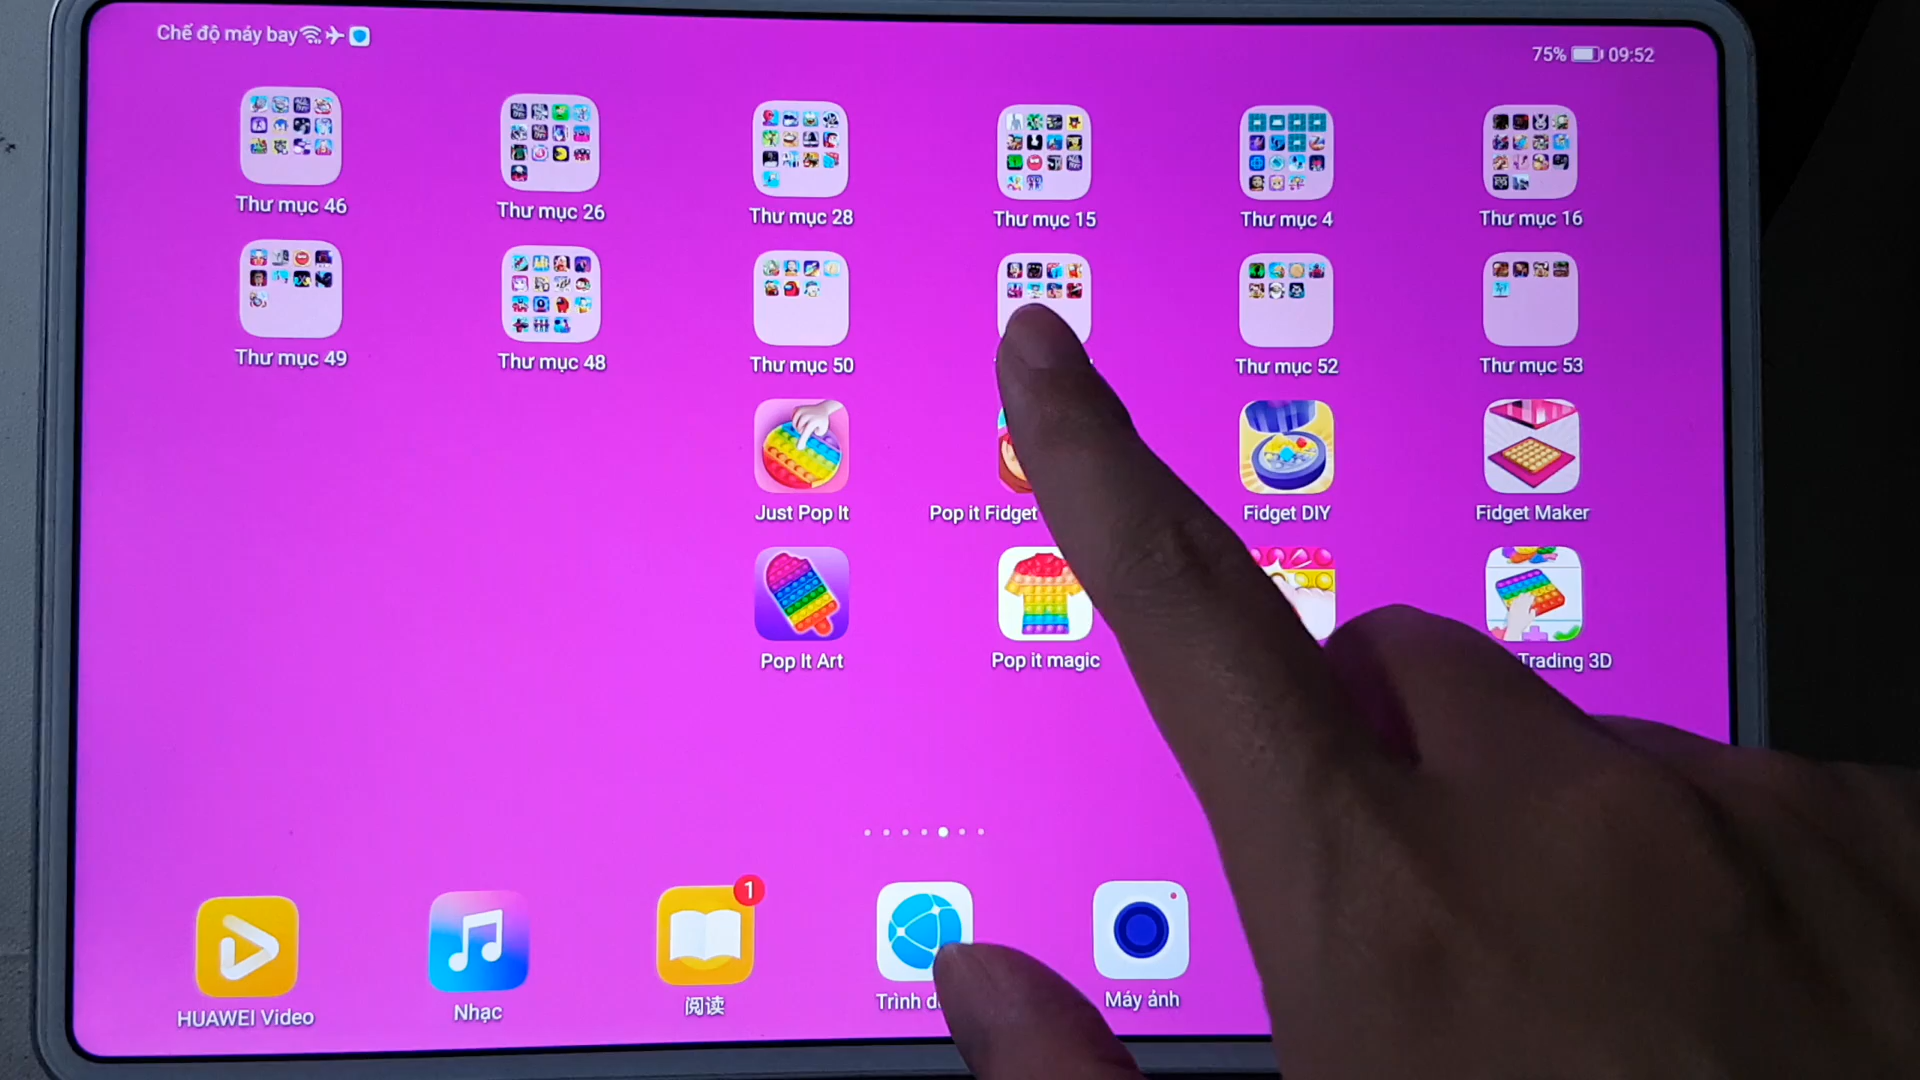 Chế độ máy bay
75% 09:52
Thư mục 46
Thư mục 26
Thư mục 28
Thư mục 15
Thư mục 4
Thư mục 16
Thư mục 49
Thư mục 48
Thư mục 50
Thư mục 52
Thư mục 53
Just Pop It
Pop it Fidget
Fidget DIY
Fidget Maker
Pop It Art
Pop it magic
Trading 3D
1
HUAWEI Video
Nhạc
阅读
Trình
Máy ảnh